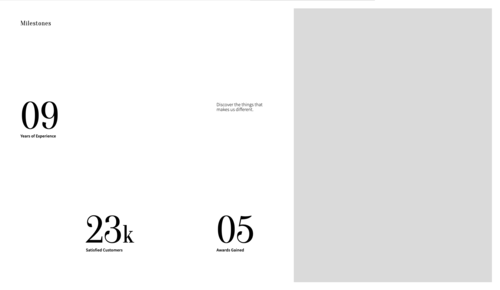 Milestones
09
Years of Experience
Discover the things that
makes us different.
23k
Satisfied Customers
05
Awards Gained